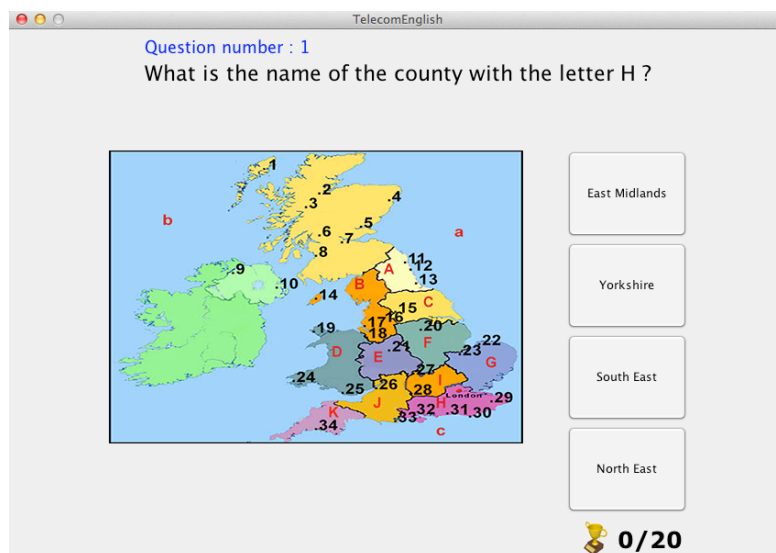 TelecomEnglish
Question number : 1
What is the name of the county with the letter H ?
.1
.2
.3
.4
b
.5
.6
.7
a
.8
.11
.9
A
.12
.10
B
.13
.14
C
15
.16
.17
.20
.19
.18
F
.22
D
.21
.23
E
G
.27
.24
.26
I
.25
.28
London
.29
J
H
K
.32
.31
.30
.33
.34
c
East Midlands
Yorkshire
South East
North East
0/20